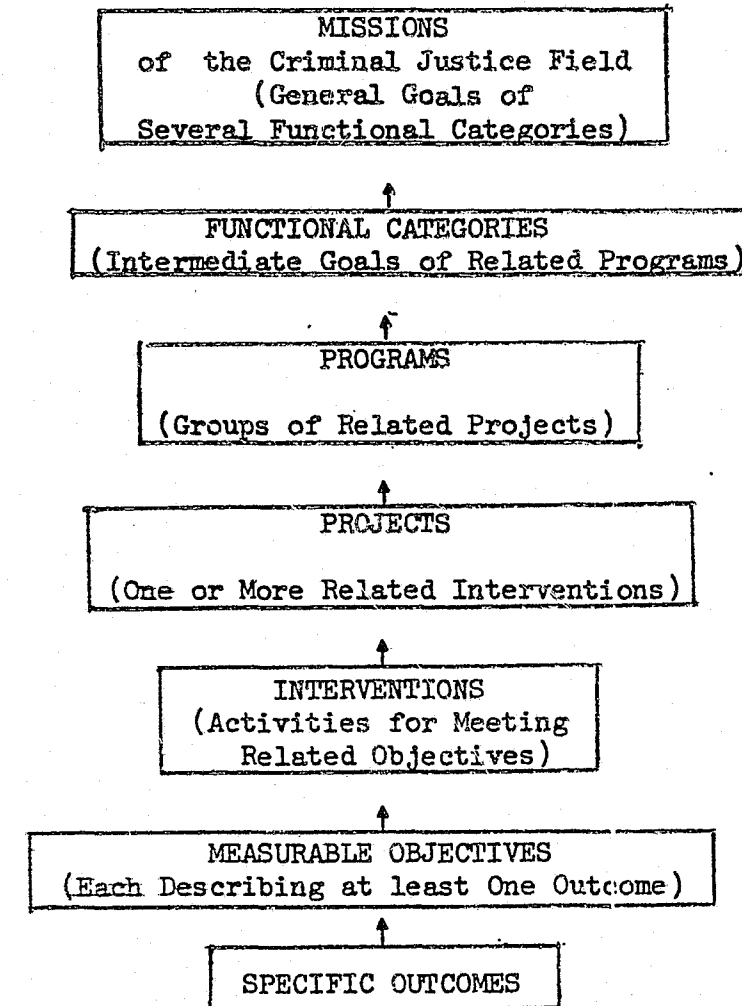 MISSIONS
of the Criminal Justice Field
(General Goals of
Several Functional Categories)
FUNCTIONAL CATEGORIES
(Intermediate Goals of Related Programs)
PROGRAMS
(Groups of Related Projects)
PROJECTS
(One or More Related Interventions)
INTERVENTIONS
(Activities for Meeting
Related Objectives)
MEASURABLE OBJECTIVES
(Each Describing at least One Outcome)
SPECIFIC OUTCOMES